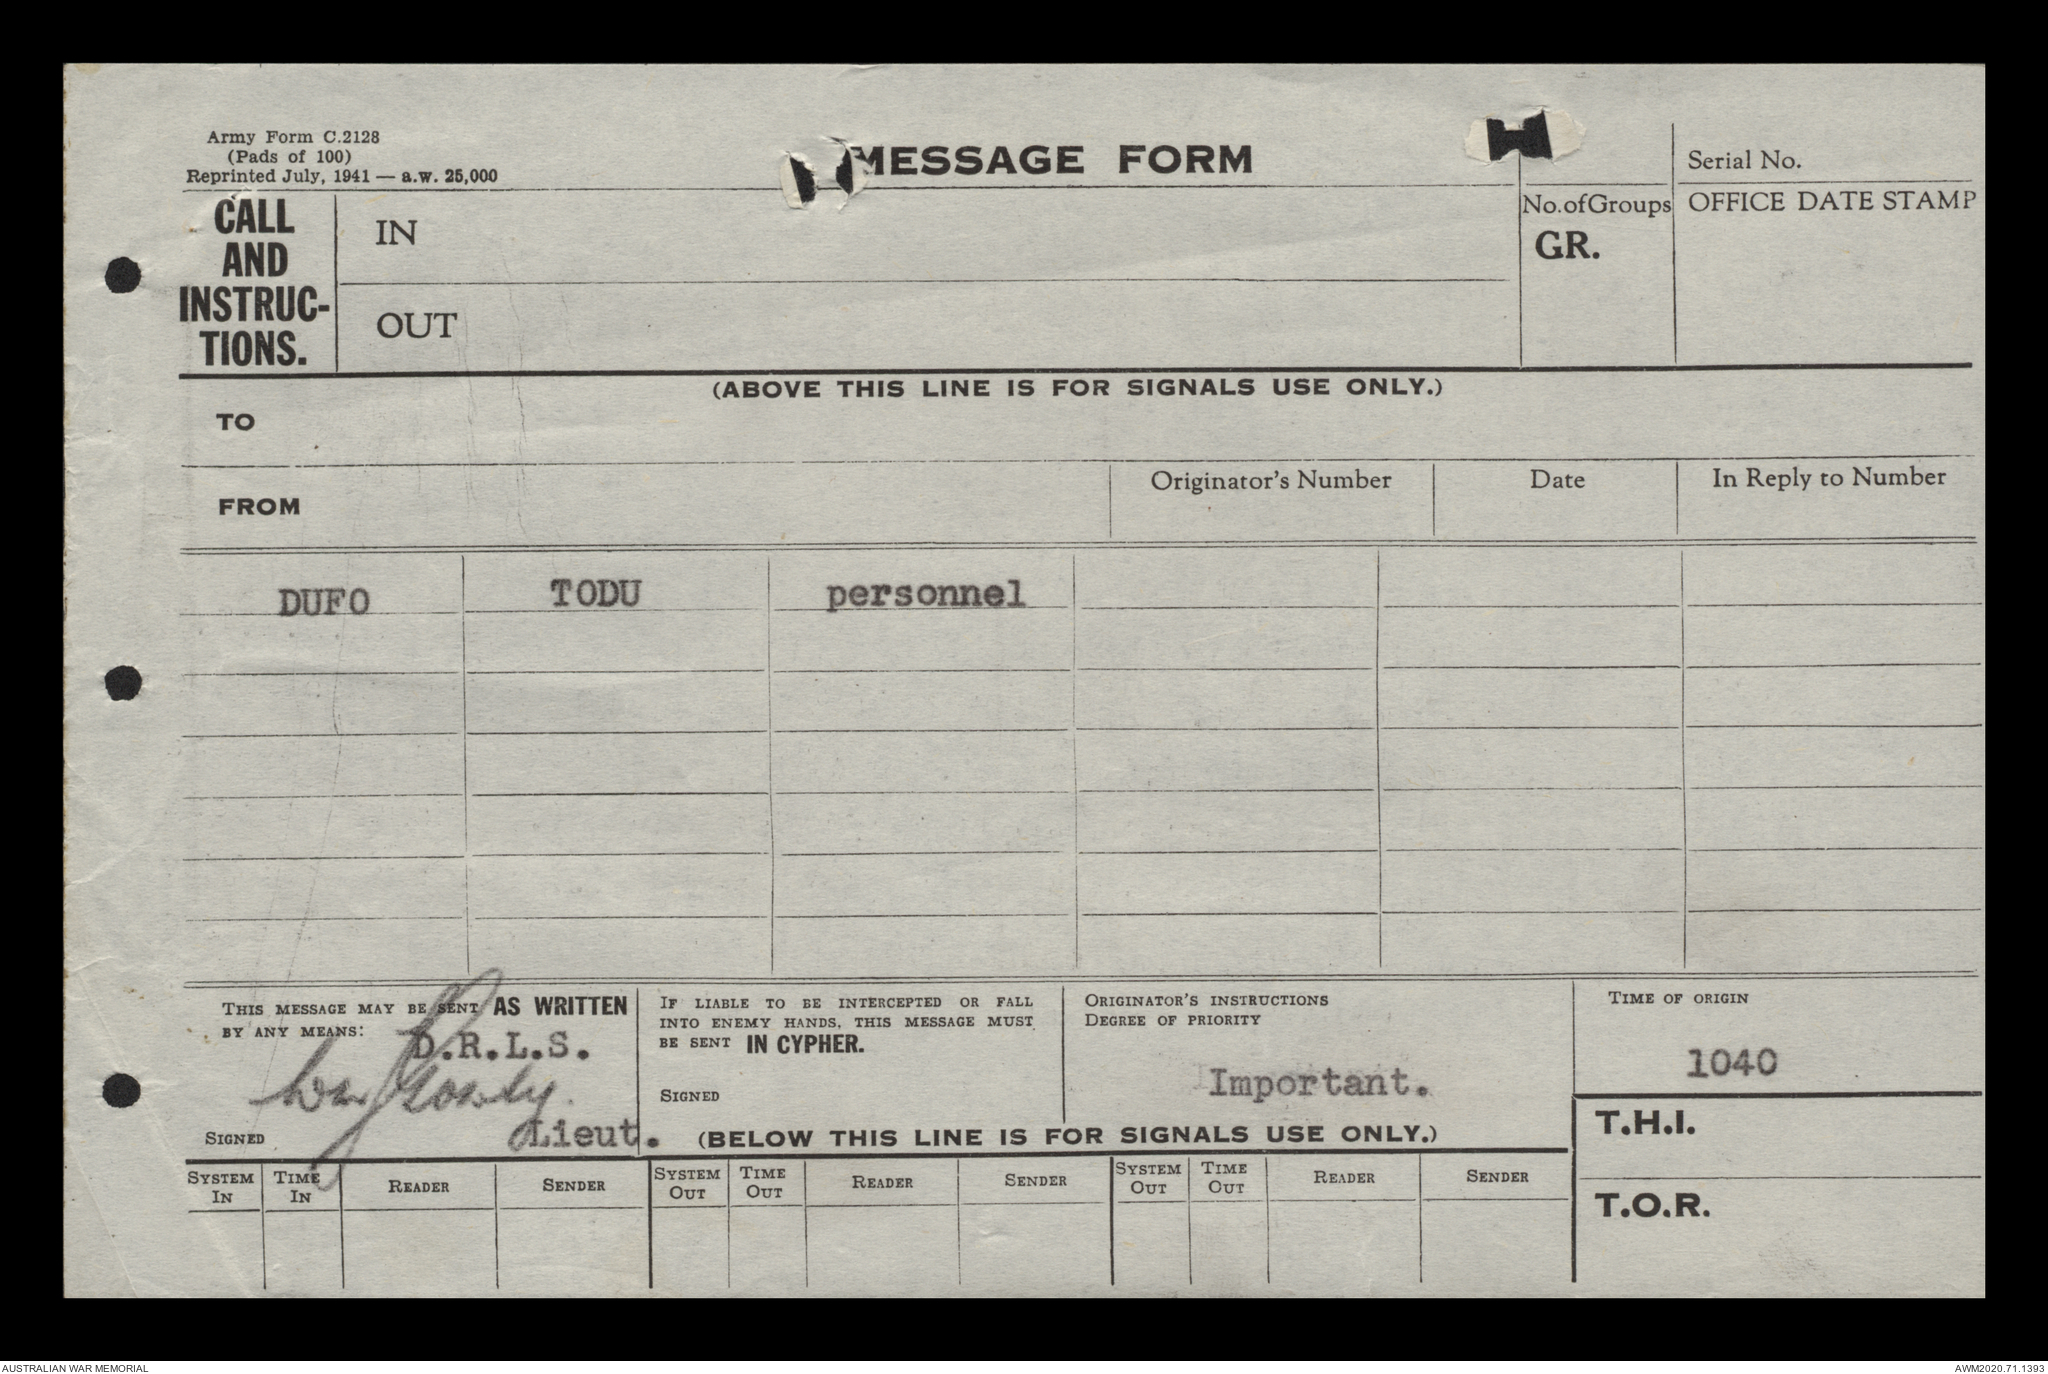 Army Form C.2128
(Pads of 100)
Reprinted July, 1941 — a.w. 25,000
MESSAGE FORM
Serial No.
CALL
AND
INSTRUC-
TIONS.
IN
OUT
No. of Groups
GR.
OFFICE DATE STAMP
(ABOVE THIS LINE IS FOR SIGNALS USE ONLY.)
TO
FROM
Originator's Number
Date
In Reply to Number
DUFO TODU personnel
THIS MESSAGE MAY BE SENT AS WRITTEN
BY ANY MEANS:
D.R.L.S.
Lieut.
SIGNED
IF LIABLE TO BE INTERCEPTED OR FALL
INTO ENEMY HANDS, THIS MESSAGE MUST
BE SENT IN CYPHER.
SIGNED
ORIGINATOR'S INSTRUCTIONS
DEGREE OF PRIORITY
Important.
TIME OF ORIGIN
1040
(BELOW THIS LINE IS FOR SIGNALS USE ONLY.)
T.H.I.
T.O.R.
SYSTEM IN
TIME IN
READER
SENDER
SYSTEM OUT
TIME OUT
READER
SENDER
SYSTEM OUT
TIME OUT
READER
SENDER
AUSTRALIAN WAR MEMORIAL
AWM2020.71.1393